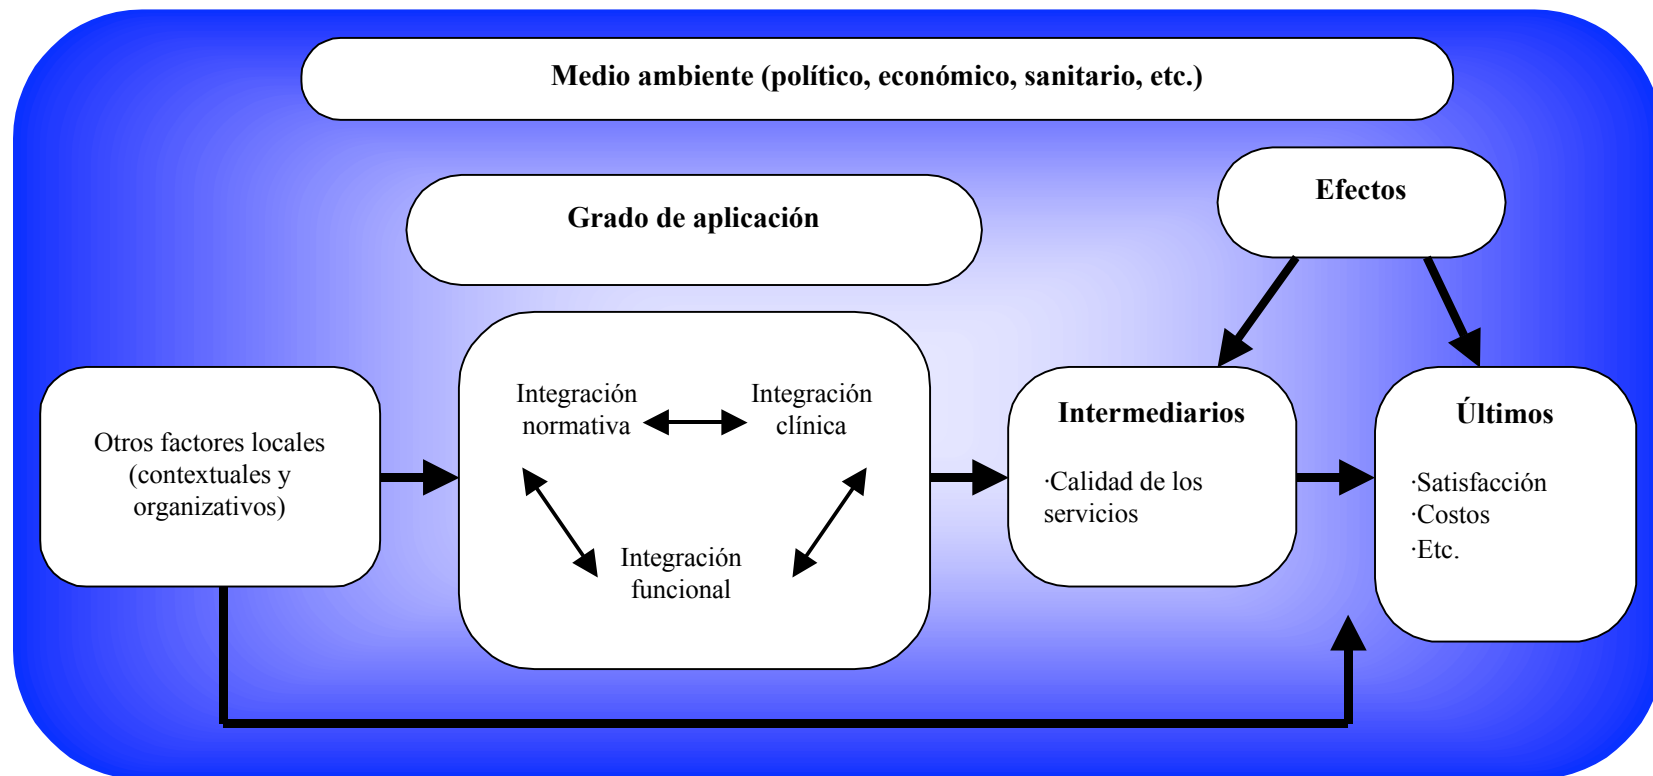 Medio ambiente (político, económico, sanitario, etc.)
Efectos
Grado de aplicación
Otros factores locales
(contextuales y
organizativos)
Integración
normativa
Integración
clínica
Integración
funcional
Intermediarios
·Calidad de los
servicios
Últimos
·Satisfacción
·Costos
·Etc.